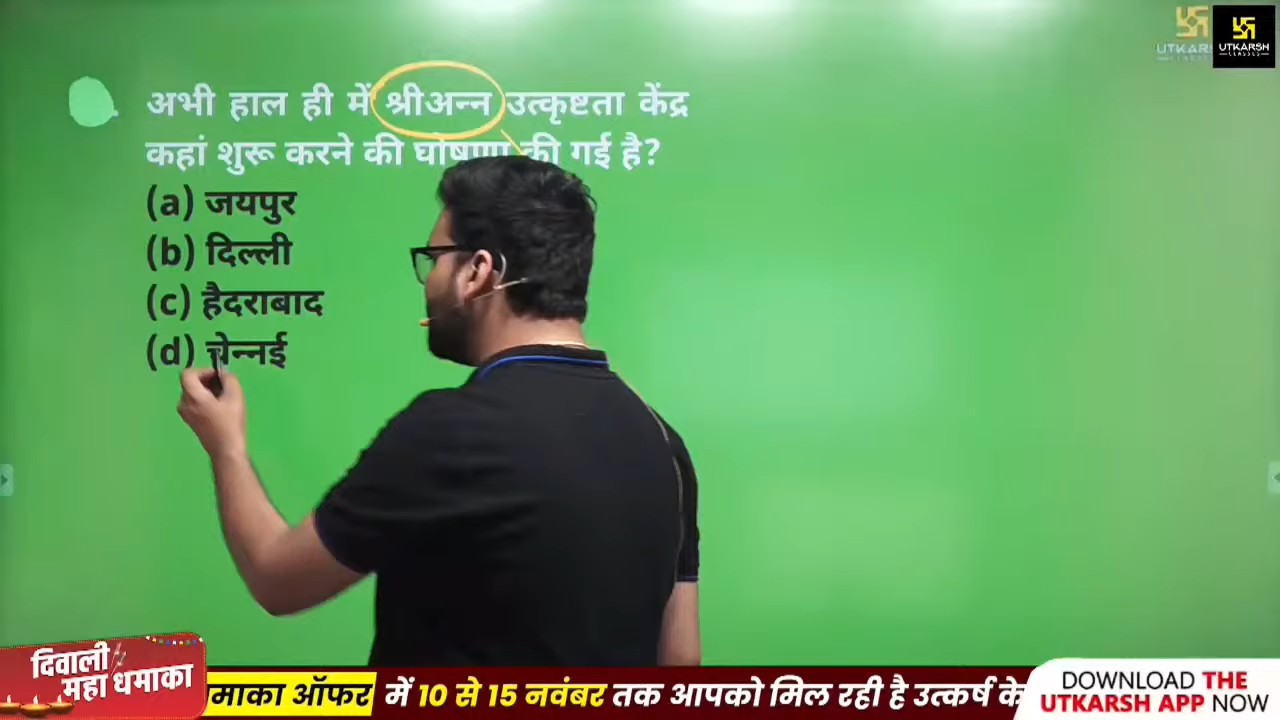 UTKARSH
CLASSES
अभी हाल ही में श्रीअन्न उत्कृष्टता केंद्र
कहां शुरू करने की घोषणा की गई है?
(a) जयपुर
(b) दिल्ली
(c) हैदराबाद
(d) चेन्नई
दिवाली
महा धमाका
माका ऑफर में 10 से 15 नवंबर तक आपको मिल रही है उत्कर्ष के
DOWNLOAD THE
UTKARSH APP NOW